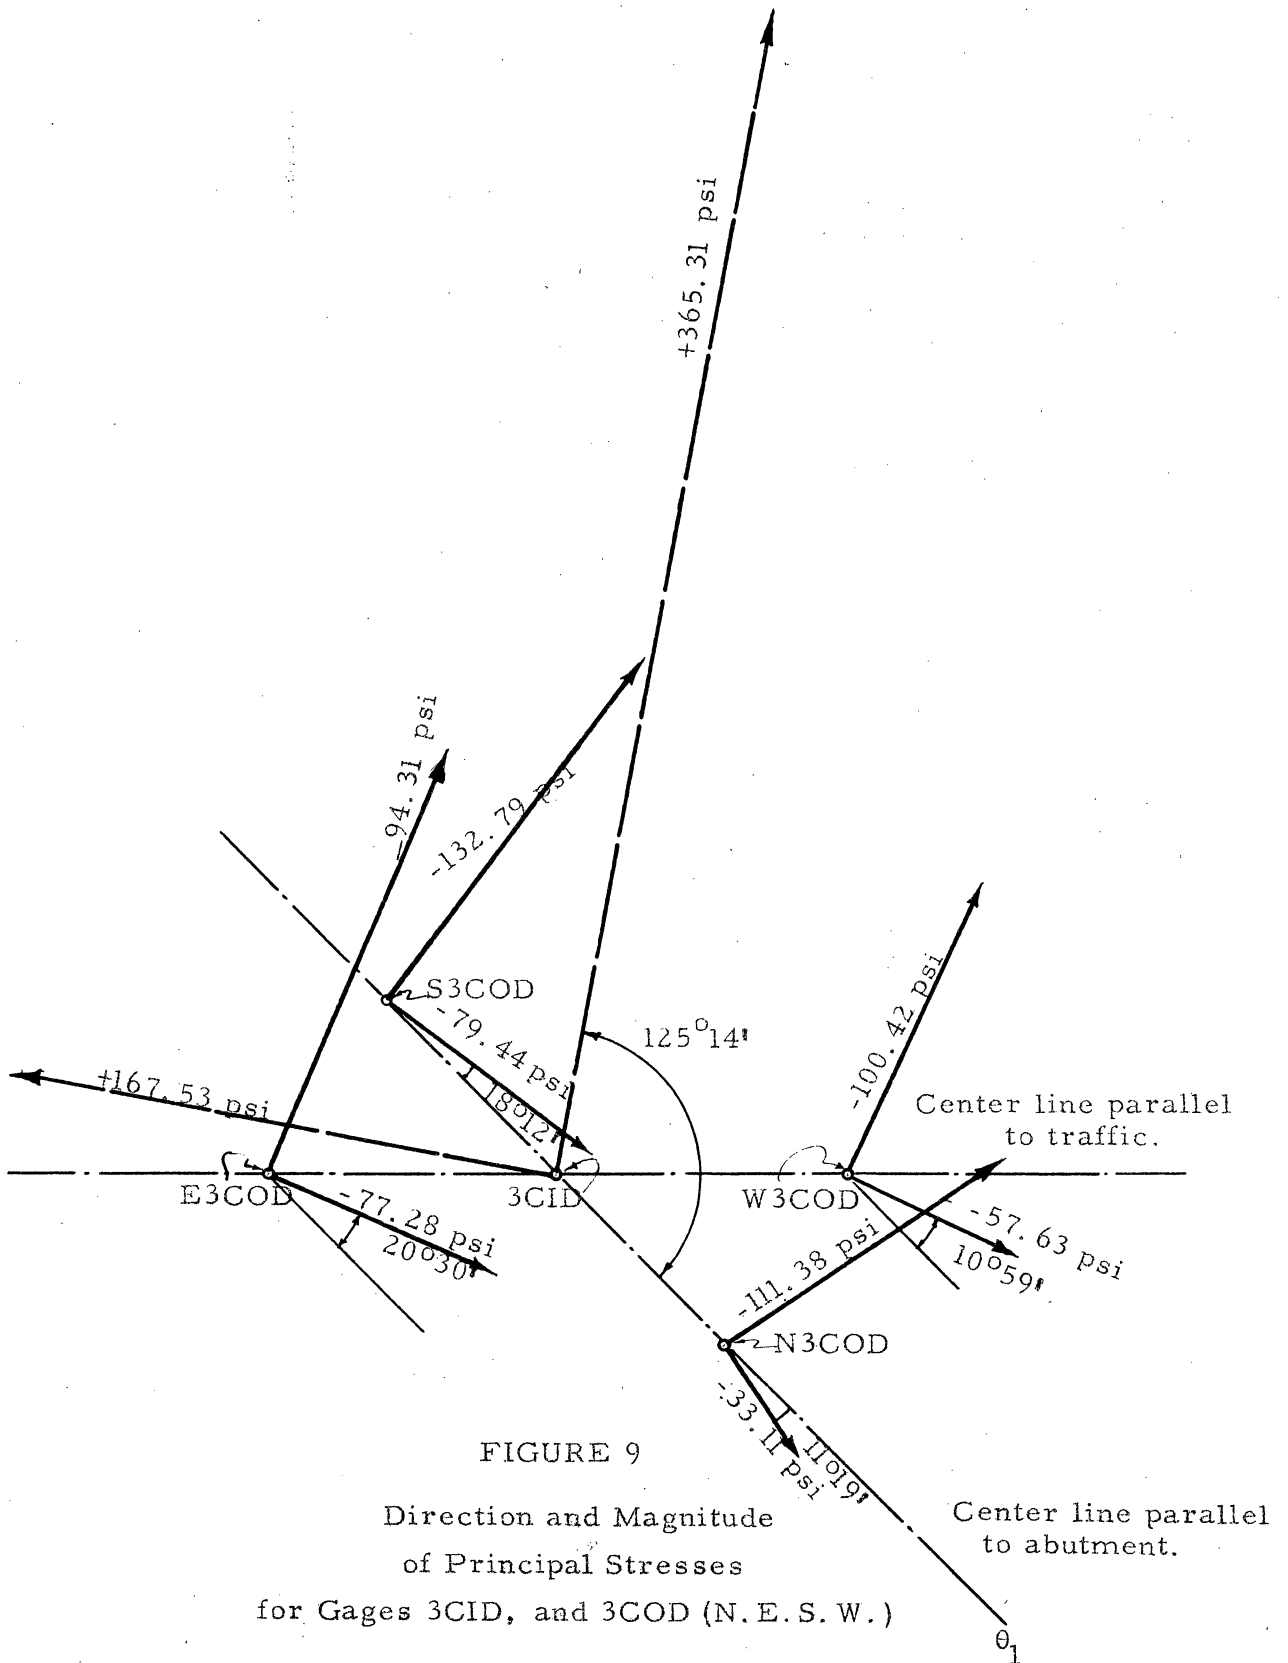 +365.31 psi
-94.31 psi
-132.79 psi
S3COD
-79.44 psi
18°12'
125°14'
-100.42 psi
+167.53 psi
Center line parallel
to traffic.
E3COD
3CID
W3COD
-77.28 psi
20°30'
-57.63 psi
10°59'
-111.38 psi
N3COD
-33.11 psi
11°19'
FIGURE 9
Direction and Magnitude
of Principal Stresses
for Gages 3CID, and 3COD (N.E.S.W.)
Center line parallel
to abutment.
θ1